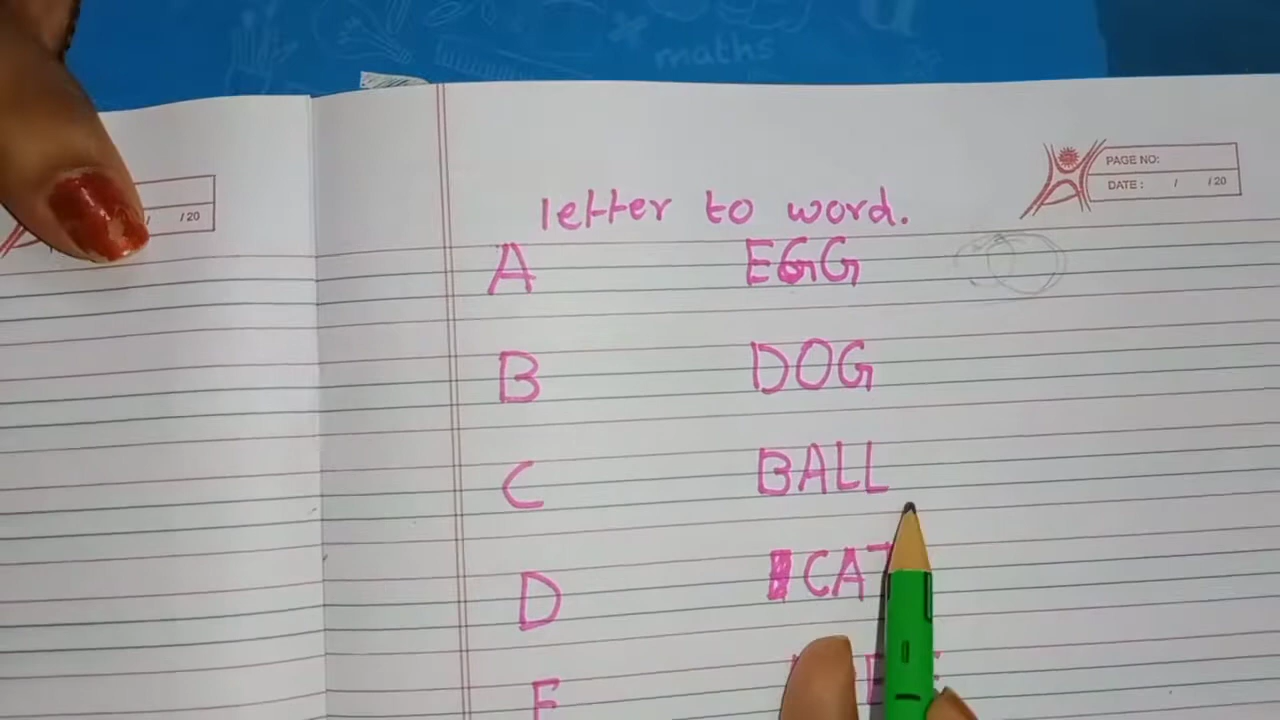 maths
/ /20
PAGE NO:
DATE: / /20
letter to word.
A EGG
B DOG
C BALL
D CAT